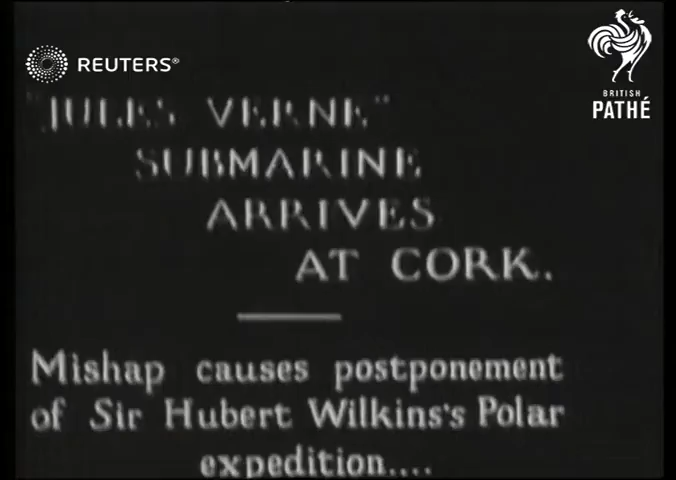 REUTERS®
BRITISH
PATHÉ
"JULES VERNE"
SUBMARINE
ARRIVES
AT CORK.
Mishap causes postponement
of Sir Hubert Wilkins's Polar
expedition....